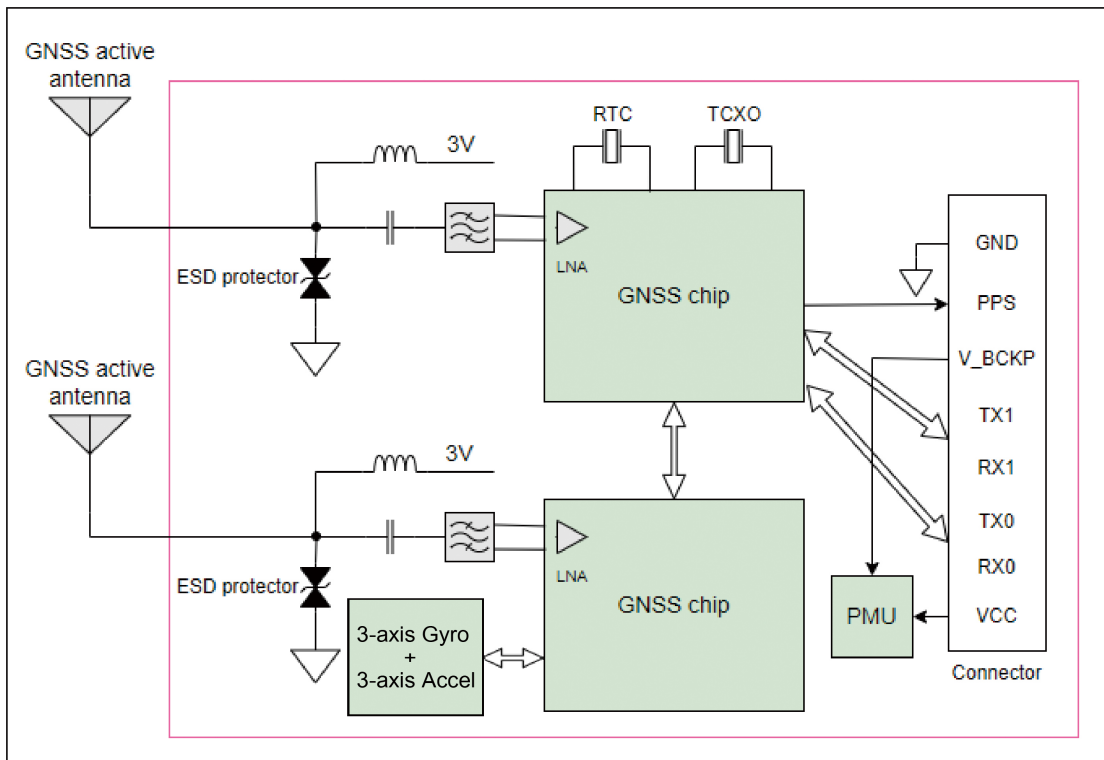 GNSS active
antenna
RTC
TCXO
3V
LNA
GNSS chip
ESD protector
GND
PPS
V_BCKP
TX1
RX1
TX0
RX0
VCC
Connector
PMU
GNSS active
antenna
3V
LNA
GNSS chip
ESD protector
3-axis Gyro
+
3-axis Accel